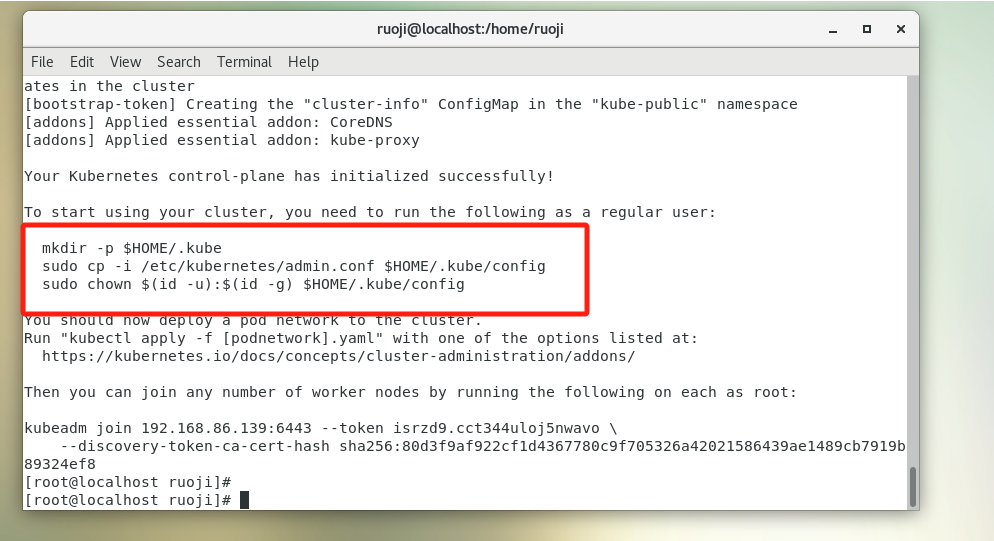 ruoji@localhost:/home/ruoji
File Edit View Search Terminal Help
ates in the cluster
[bootstrap-token] Creating the "cluster-info" ConfigMap in the "kube-public" namespace
[addons] Applied essential addon: CoreDNS
[addons] Applied essential addon: kube-proxy
Your Kubernetes control-plane has initialized successfully!
To start using your cluster, you need to run the following as a regular user:
mkdir -p $HOME/.kube
sudo cp -i /etc/kubernetes/admin.conf $HOME/.kube/config
sudo chown $(id -u):$(id -g) $HOME/.kube/config
You should now deploy a pod network to the cluster.
Run "kubectl apply -f [podnetwork].yaml" with one of the options listed at:
https://kubernetes.io/docs/concepts/cluster-administration/addons/
Then you can join any number of worker nodes by running the following on each as root:
kubeadm join 192.168.86.139:6443 --token isrzd9.cct344uloj5nwavo \
--discovery-token-ca-cert-hash sha256:80d3f9af922cf1d4367780c9f705326a42021586439ae1489cb7919b
89324ef8
[root@localhost ruoji]#
[root@localhost ruoji]#